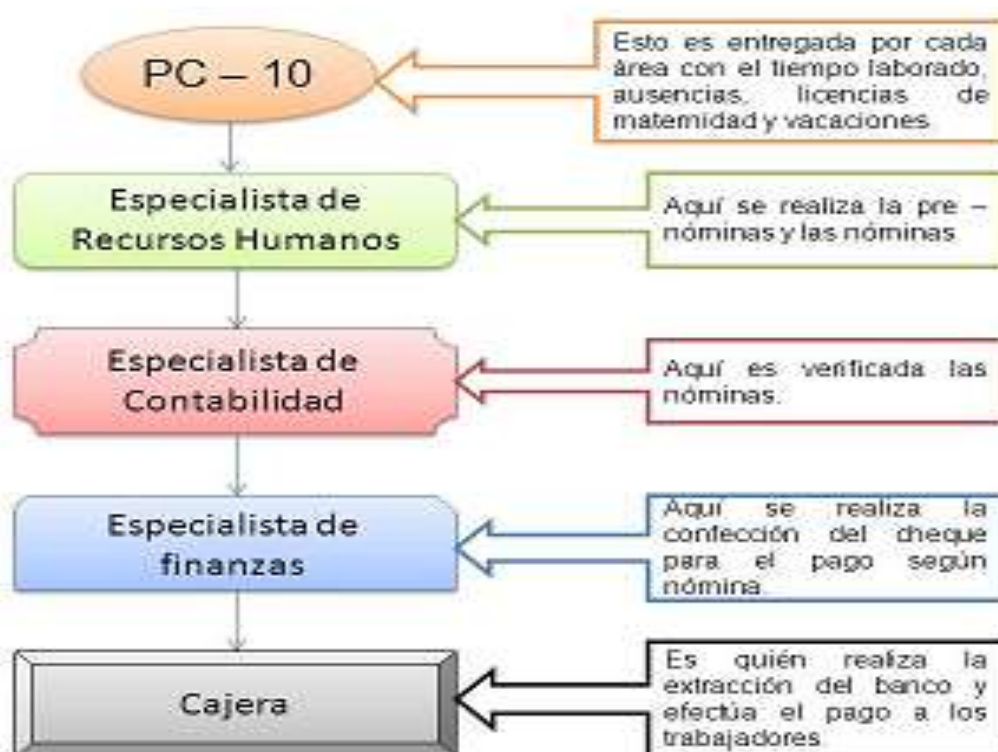 PC – 10
Esto es entregada por cada
área con el tiempo laborado,
ausencias, licencias de
maternidad y vacaciones
Especialista de
Recursos Humanos
Aquí se realiza la pre –
nóminas y las nóminas
Especialista de
Contabilidad
Aquí es verificada las
nóminas.
Especialista de
finanzas
Aquí se realiza la
confección del cheque
para el pago según
nómina.
Cajera
Es quién realiza la
extracción del banco y
efectúa el pago a los
trabajadores